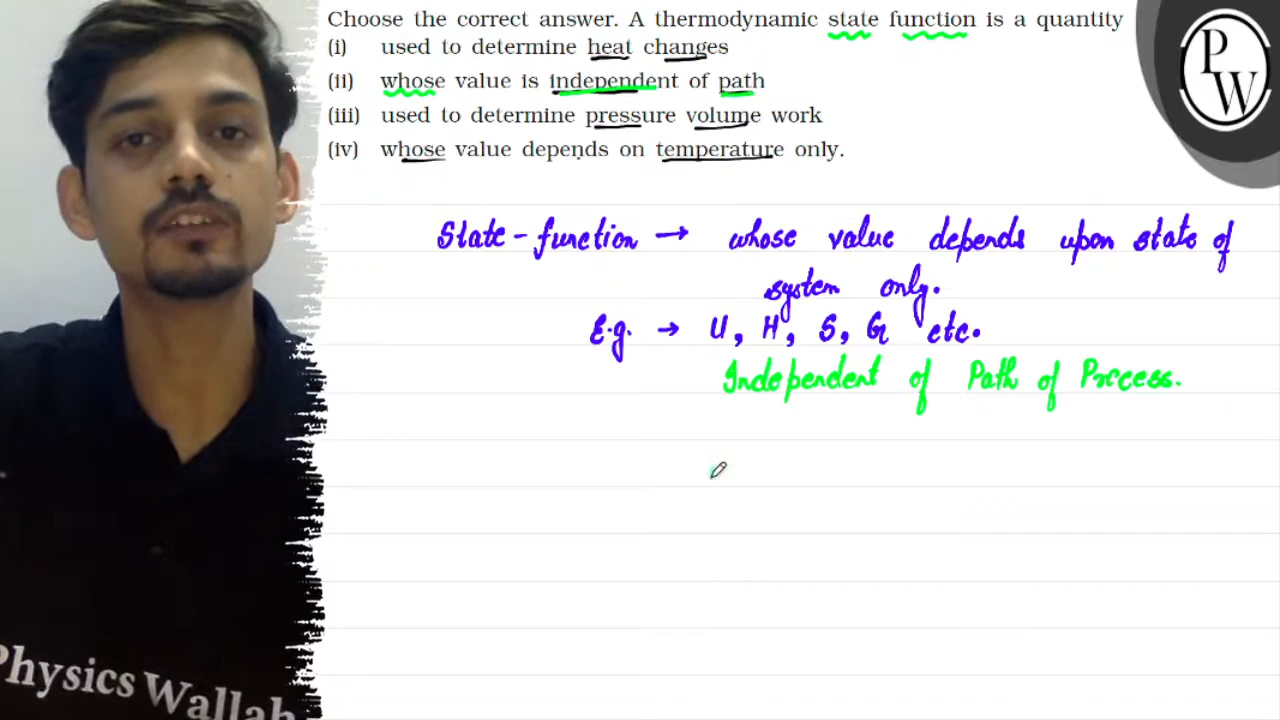 Choose the correct answer. A thermodynamic state function is a quantity
(i) used to determine heat changes
(ii) whose value is independent of path
(iii) used to determine pressure volume work
(iv) whose value depends on temperature only.
PW
State-function → whose value depends upon state of
system only.
E.g. → U, H, S, G etc.
Independent of Path of Process.
Physics Wallah